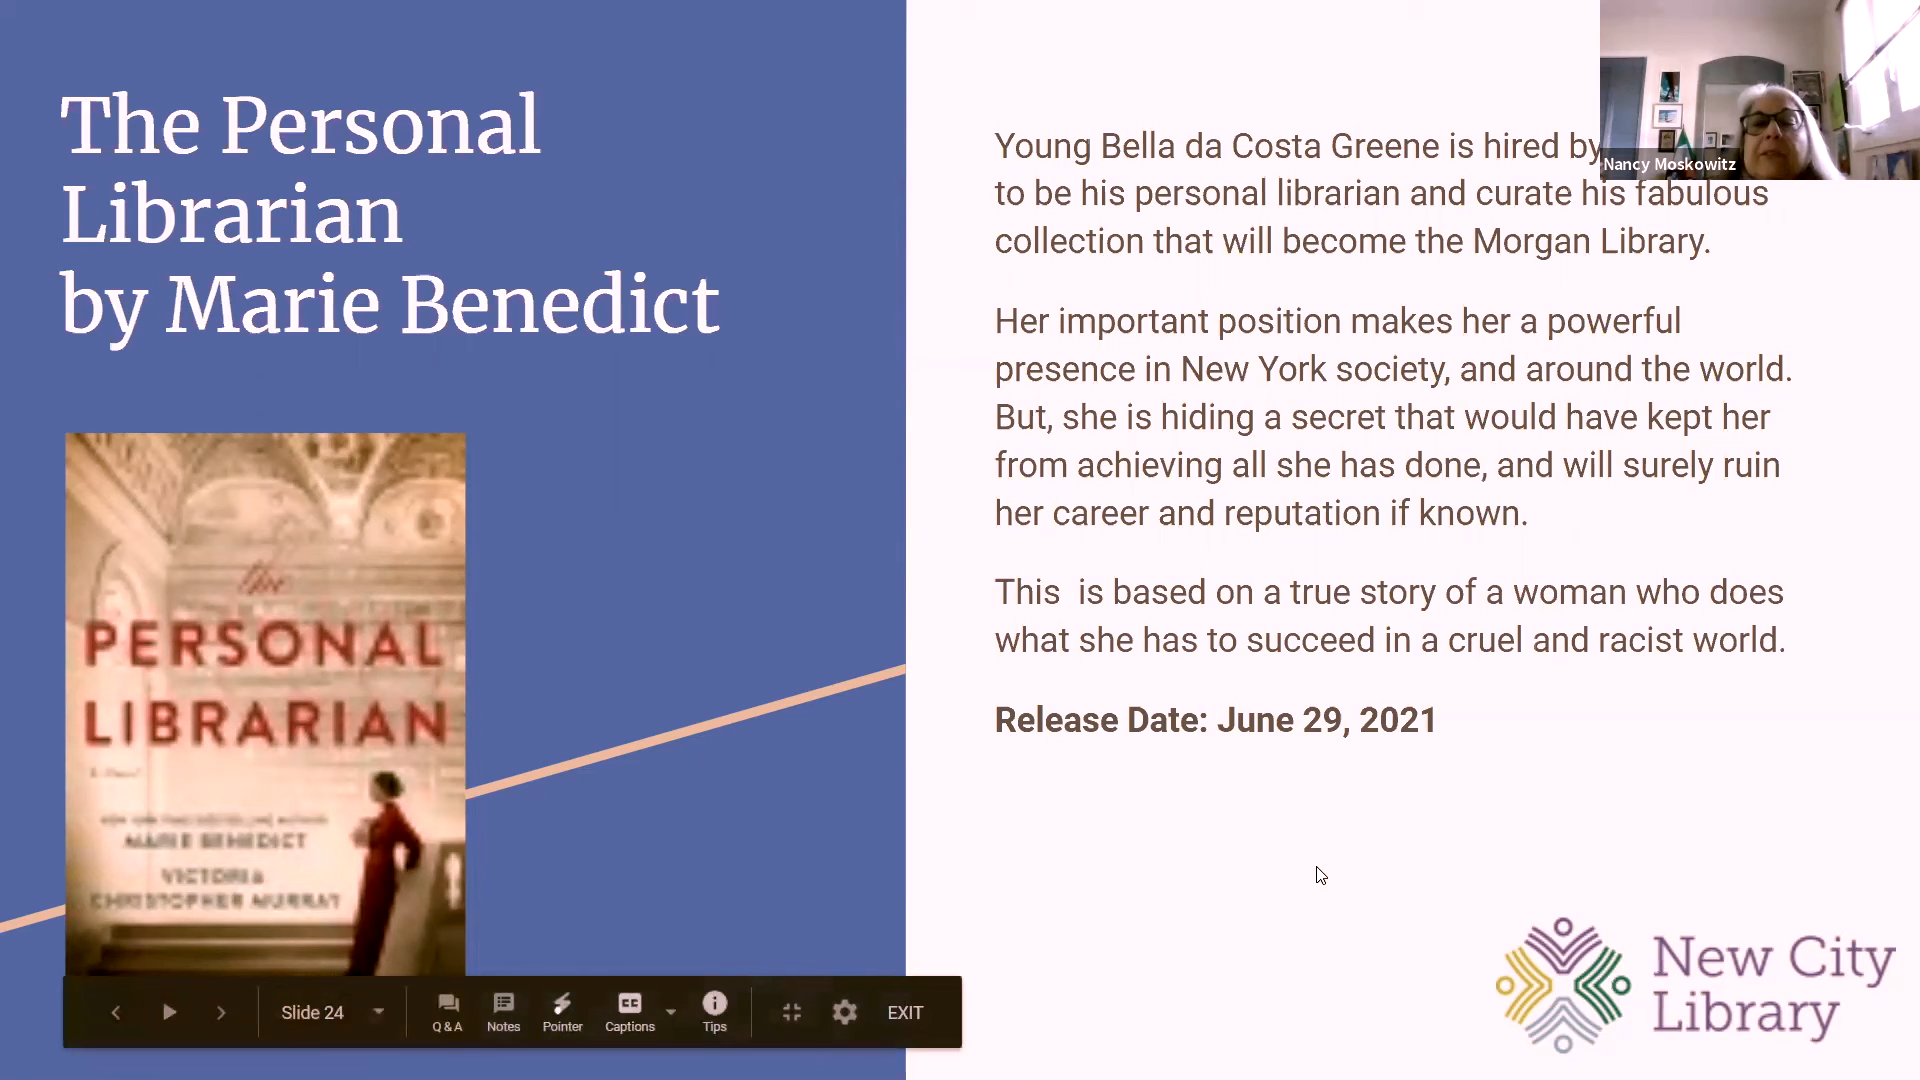 The Personal
Librarian
by Marie Benedict
the
PERSONAL
LIBRARIAN
MARIE BENEDICT
VICTORIA
CHRISTOPHER MURRAY
Young Bella da Costa Greene is hired by
to be his personal librarian and curate his fabulous
collection that will become the Morgan Library.
Her important position makes her a powerful
presence in New York society, and around the world.
But, she is hiding a secret that would have kept her
from achieving all she has done, and will surely ruin
her career and reputation if known.
This  is based on a true story of a woman who does
what she has to succeed in a cruel and racist world.
Release Date: June 29, 2021
Nancy Moskowitz
Slide 24
Q & A
Notes
Pointer
CC
Captions
Tips
EXIT
New City
Library